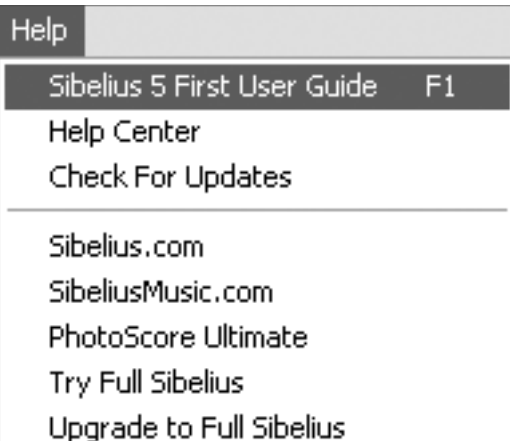 Help
Sibelius 5 First User Guide F1
Help Center
Check For Updates
Sibelius.com
SibeliusMusic.com
PhotoScore Ultimate
Try Full Sibelius
Upgrade to Full Sibelius